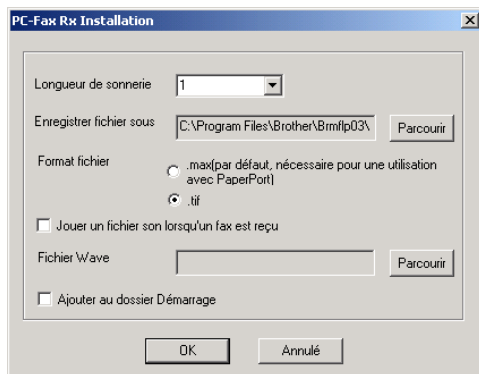 PC-Fax Rx Installation
Longueur de sonnerie 1
Enregistrer fichier sous C:\Program Files\Brother\Brmflp03\ Parcourir
Format fichier .max(par défaut, nécessaire pour une utilisation
avec PaperPort)
.tif
Jouer un fichier son lorsqu'un fax est reçu
Fichier Wave Parcourir
Ajouter au dossier Démarrage
OK Annulé